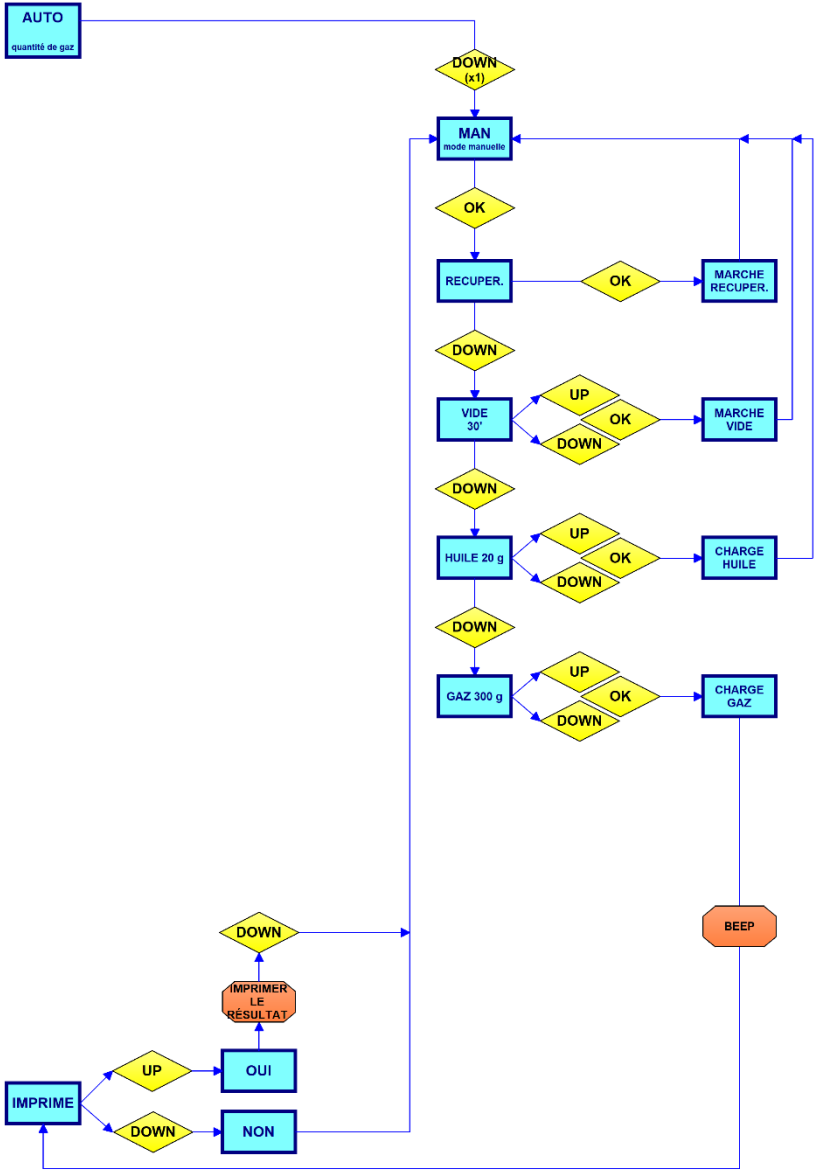 AUTO
quantité de gaz
DOWN
(x1)
MAN
mode manuelle
OK
RECUPER.
OK
MARCHE
RECUPER.
DOWN
VIDE
30'
UP
OK
DOWN
MARCHE
VIDE
DOWN
HUILE 20 g
UP
OK
DOWN
CHARGE
HUILE
DOWN
GAZ 300 g
UP
OK
DOWN
CHARGE
GAZ
BEEP
DOWN
IMPRIMER
LE
RÉSULTAT
IMPRIME
UP
OUI
DOWN
NON